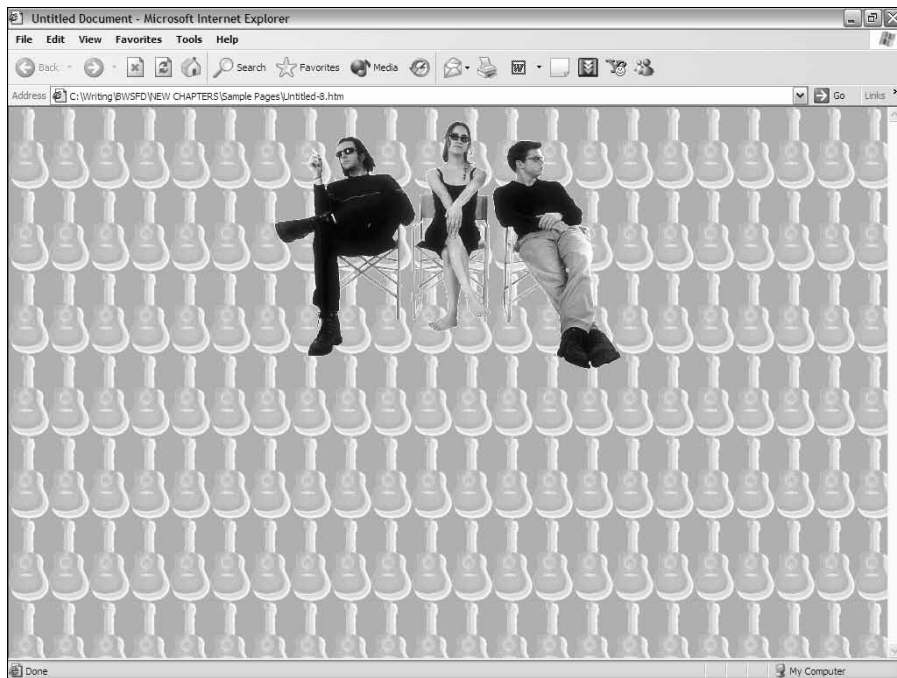 Untitled Document - Microsoft Internet Explorer
File Edit View Favorites Tools Help
Back Search Favorites Media W
Address C:\Writing\BWSFD\NEW CHAPTERS\Sample Pages\Untitled-8.htm Go Links »
Done My Computer